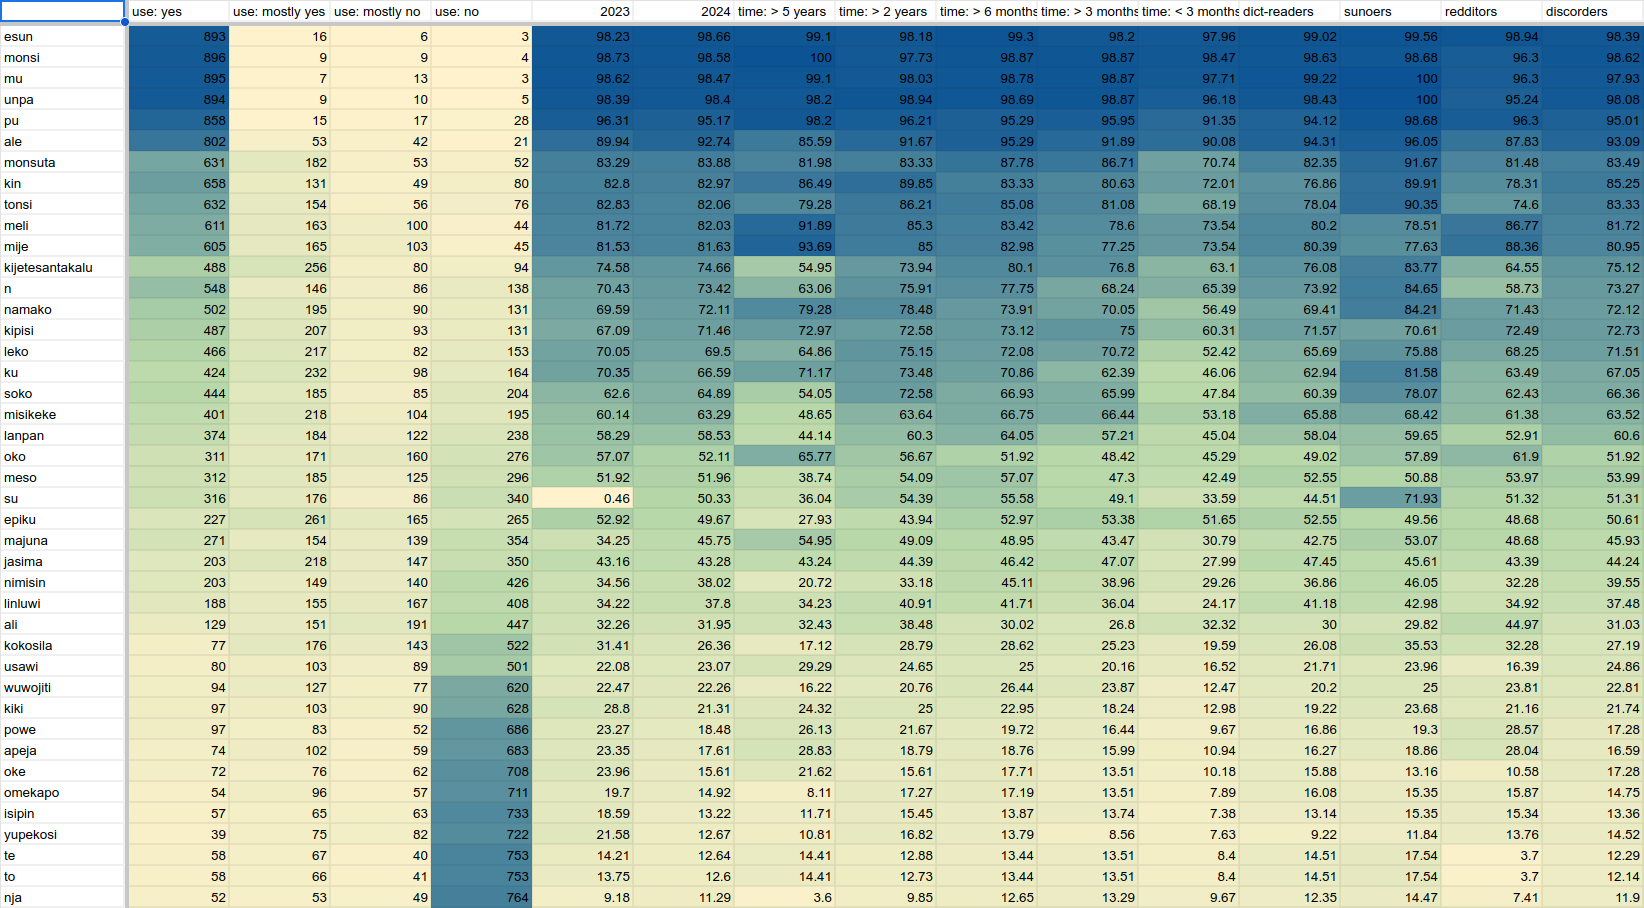 use: yes use: mostly yes use: mostly no use: no 2023 2024 time: > 5 years time: > 2 years time: > 6 months time: > 3 months time: < 3 months dict-readers sunoers redditors discorders
esun 893 16 6 3 98.23 98.66 99.1 98.18 99.3 98.2 97.96 99.02 99.56 98.94 98.39
monsi 896 9 9 4 98.73 98.58 100 97.73 98.87 98.87 98.47 98.63 98.68 96.3 98.62
mu 895 7 13 3 98.62 98.47 99.1 98.03 98.78 98.87 97.71 99.22 100 96.3 97.93
unpa 894 9 10 5 98.39 98.4 98.2 98.94 98.69 98.87 96.18 98.43 100 95.24 98.08
pu 858 15 17 28 96.31 95.17 98.2 96.21 95.29 95.95 91.35 94.12 98.68 96.3 95.01
ale 802 53 42 21 89.94 92.74 85.59 91.67 95.29 91.89 90.08 94.31 96.05 87.83 93.09
monsuta 631 182 53 52 83.29 83.88 81.98 83.33 87.78 86.71 70.74 82.35 91.67 81.48 83.49
kin 658 131 49 80 82.8 82.97 86.49 89.85 83.33 80.63 72.01 76.86 89.91 78.31 85.25
tonsi 632 154 56 76 82.83 82.06 79.28 86.21 85.08 81.08 68.19 78.04 90.35 74.6 83.33
meli 611 163 100 44 81.72 82.03 91.89 85.3 83.42 78.6 73.54 80.2 78.51 86.77 81.72
mije 605 165 103 45 81.53 81.63 93.69 85 82.98 77.25 73.54 80.39 77.63 88.36 80.95
kijetesantakalu 488 256 80 94 74.58 74.66 54.95 73.94 80.1 76.8 63.1 76.08 83.77 64.55 75.12
n 548 146 86 138 70.43 73.42 63.06 75.91 77.75 68.24 65.39 73.92 84.65 58.73 73.27
namako 502 195 90 131 69.59 72.11 79.28 78.48 73.91 70.05 56.49 69.41 84.21 71.43 72.12
kipisi 487 207 93 131 67.09 71.46 72.97 72.58 73.12 75 60.31 71.57 70.61 72.49 72.73
leko 466 217 82 153 70.05 69.5 64.86 75.15 72.08 70.72 52.42 65.69 75.88 68.25 71.51
ku 424 232 98 164 70.35 66.59 71.17 73.48 70.86 62.39 46.06 62.94 81.58 63.49 67.05
soko 444 185 85 204 62.6 64.89 54.05 72.58 66.93 65.99 47.84 60.39 78.07 62.43 66.36
misikeke 401 218 104 195 60.14 63.29 48.65 63.64 66.75 66.44 53.18 65.88 68.42 61.38 63.52
lanpan 374 184 122 238 58.29 58.53 44.14 60.3 64.05 57.21 45.04 58.04 59.65 52.91 60.6
oko 311 171 160 276 57.07 52.11 65.77 56.67 51.92 48.42 45.29 49.02 57.89 61.9 51.92
meso 312 185 125 296 51.92 51.96 38.74 54.09 57.07 47.3 42.49 52.55 50.88 53.97 53.99
su 316 176 86 340 0.46 50.33 36.04 54.39 55.58 49.1 33.59 44.51 71.93 51.32 51.31
epiku 227 261 165 265 52.92 49.67 27.93 43.94 52.97 53.38 51.65 52.55 49.56 48.68 50.61
majuna 271 154 139 354 34.25 45.75 54.95 49.09 48.95 43.47 30.79 42.75 53.07 48.68 45.93
jasima 203 218 147 350 43.16 43.28 43.24 44.39 46.42 47.07 27.99 47.45 45.61 43.39 44.24
nimisin 203 149 140 426 34.56 38.02 20.72 33.18 45.11 38.96 29.26 36.86 46.05 32.28 39.55
linluwi 188 155 167 408 34.22 37.8 34.23 40.91 41.71 36.04 24.17 41.18 42.98 34.92 37.48
ali 129 151 191 447 32.26 31.95 32.43 38.48 30.02 26.8 32.32 30 29.82 44.97 31.03
kokosila 77 176 143 522 31.41 26.36 17.12 28.79 28.62 25.23 19.59 26.08 35.53 32.28 27.19
usawi 80 103 89 501 22.08 23.07 29.29 24.65 25 20.16 16.52 21.71 23.96 16.39 24.86
wuwojiti 94 127 77 620 22.47 22.26 16.22 20.76 26.44 23.87 12.47 20.2 25 23.81 22.81
kiki 97 103 90 628 28.8 21.31 24.32 25 22.95 18.24 12.98 19.22 23.68 21.16 21.74
powe 97 83 52 686 23.27 18.48 26.13 21.67 19.72 16.44 9.67 16.86 19.3 28.57 17.28
apeja 74 102 59 683 23.35 17.61 28.83 18.79 18.76 15.99 10.94 16.27 18.86 28.04 16.59
oke 72 76 62 708 23.96 15.61 21.62 15.61 17.71 13.51 10.18 15.88 13.16 10.58 17.28
omekapo 54 96 57 711 19.7 14.92 8.11 17.27 17.19 13.51 7.89 16.08 15.35 15.87 14.75
isipin 57 65 63 733 18.59 13.22 11.71 15.45 13.87 13.74 7.38 13.14 15.35 15.34 13.36
yupekosi 39 75 82 722 21.58 12.67 10.81 16.82 13.79 8.56 7.63 9.22 11.84 13.76 14.52
te 58 67 40 753 14.21 12.64 14.41 12.88 13.44 13.51 8.4 14.51 17.54 3.7 12.29
to 58 66 41 753 13.75 12.6 14.41 12.73 13.44 13.51 8.4 14.51 17.54 3.7 12.14
nja 52 53 49 764 9.18 11.29 3.6 9.85 12.65 13.29 9.67 12.35 14.47 7.41 11.9